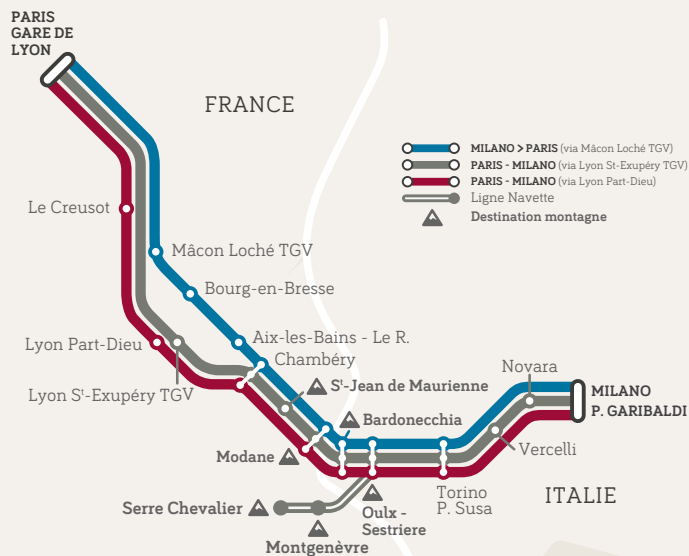 PARIS
GARE DE
LYON
FRANCE
MILANO > PARIS (via Mâcon Loché TGV)
PARIS - MILANO (via Lyon St-Exupéry TGV)
PARIS - MILANO (via Lyon Part-Dieu)
Ligne Navette
Destination montagne
Le Creusot
Mâcon Loché TGV
Bourg-en-Bresse
Lyon Part-Dieu
Aix-les-Bains - Le R.
Chambéry
Lyon St-Exupéry TGV
St-Jean de Maurienne
Novara
MILANO
P. GARIBALDI
Bardonecchia
Modane
Vercelli
Torino
P. Susa
ITALIE
Serre Chevalier
Oulx -
Sestriere
Montgenèvre